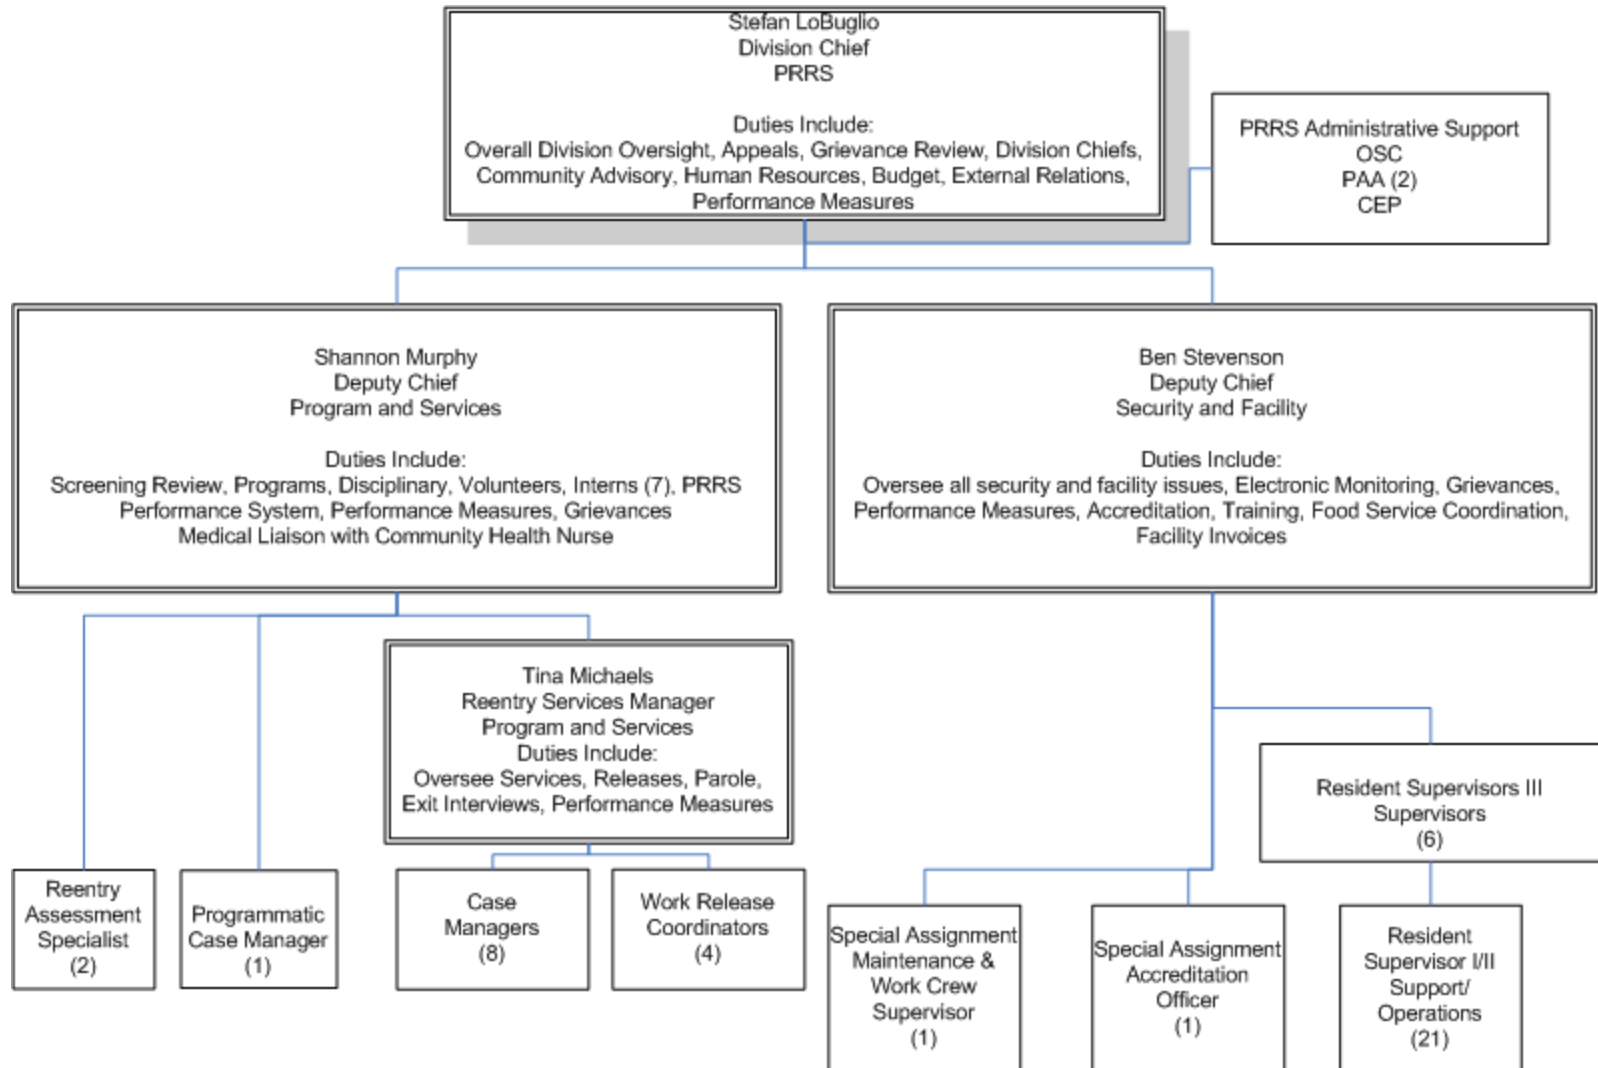 Stefan LoBuglio
Division Chief
PRRS
Duties Include:
Overall Division Oversight, Appeals, Grievance Review, Division Chiefs,
Community Advisory, Human Resources, Budget, External Relations,
Performance Measures
PRRS Administrative Support
OSC
PAA (2)
CEP
Shannon Murphy
Deputy Chief
Program and Services
Duties Include:
Screening Review, Programs, Disciplinary, Volunteers, Interns (7), PRRS
Performance System, Performance Measures, Grievances
Medical Liaison with Community Health Nurse
Ben Stevenson
Deputy Chief
Security and Facility
Duties Include:
Oversee all security and facility issues, Electronic Monitoring, Grievances,
Performance Measures, Accreditation, Training, Food Service Coordination,
Facility Invoices
Tina Michaels
Reentry Services Manager
Program and Services
Duties Include:
Oversee Services, Releases, Parole,
Exit Interviews, Performance Measures
Resident Supervisors III
Supervisors
(6)
Reentry
Assessment
Specialist
(2)
Programmatic
Case Manager
(1)
Case
Managers
(8)
Work Release
Coordinators
(4)
Special Assignment
Maintenance &
Work Crew
Supervisor
(1)
Special Assignment
Accreditation
Officer
(1)
Resident
Supervisor I/II
Support/
Operations
(21)